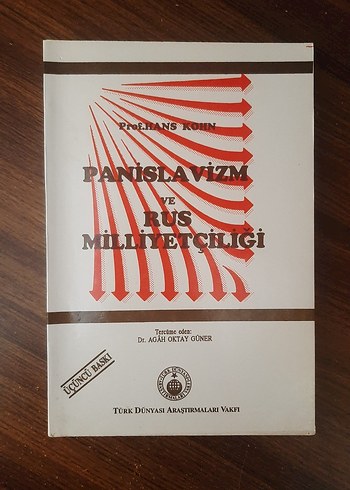 Prof.HANS KOHN
PANİSLAVİZM
VE
RUS
MİLLİYETÇİLİĞİ
Tercüme eden:
Dr. AGÂH OKTAY GÜNER
ÜÇÜNCÜ BASKI
TÜRK DÜNYASI ARAŞTIRMALARI VAKFI